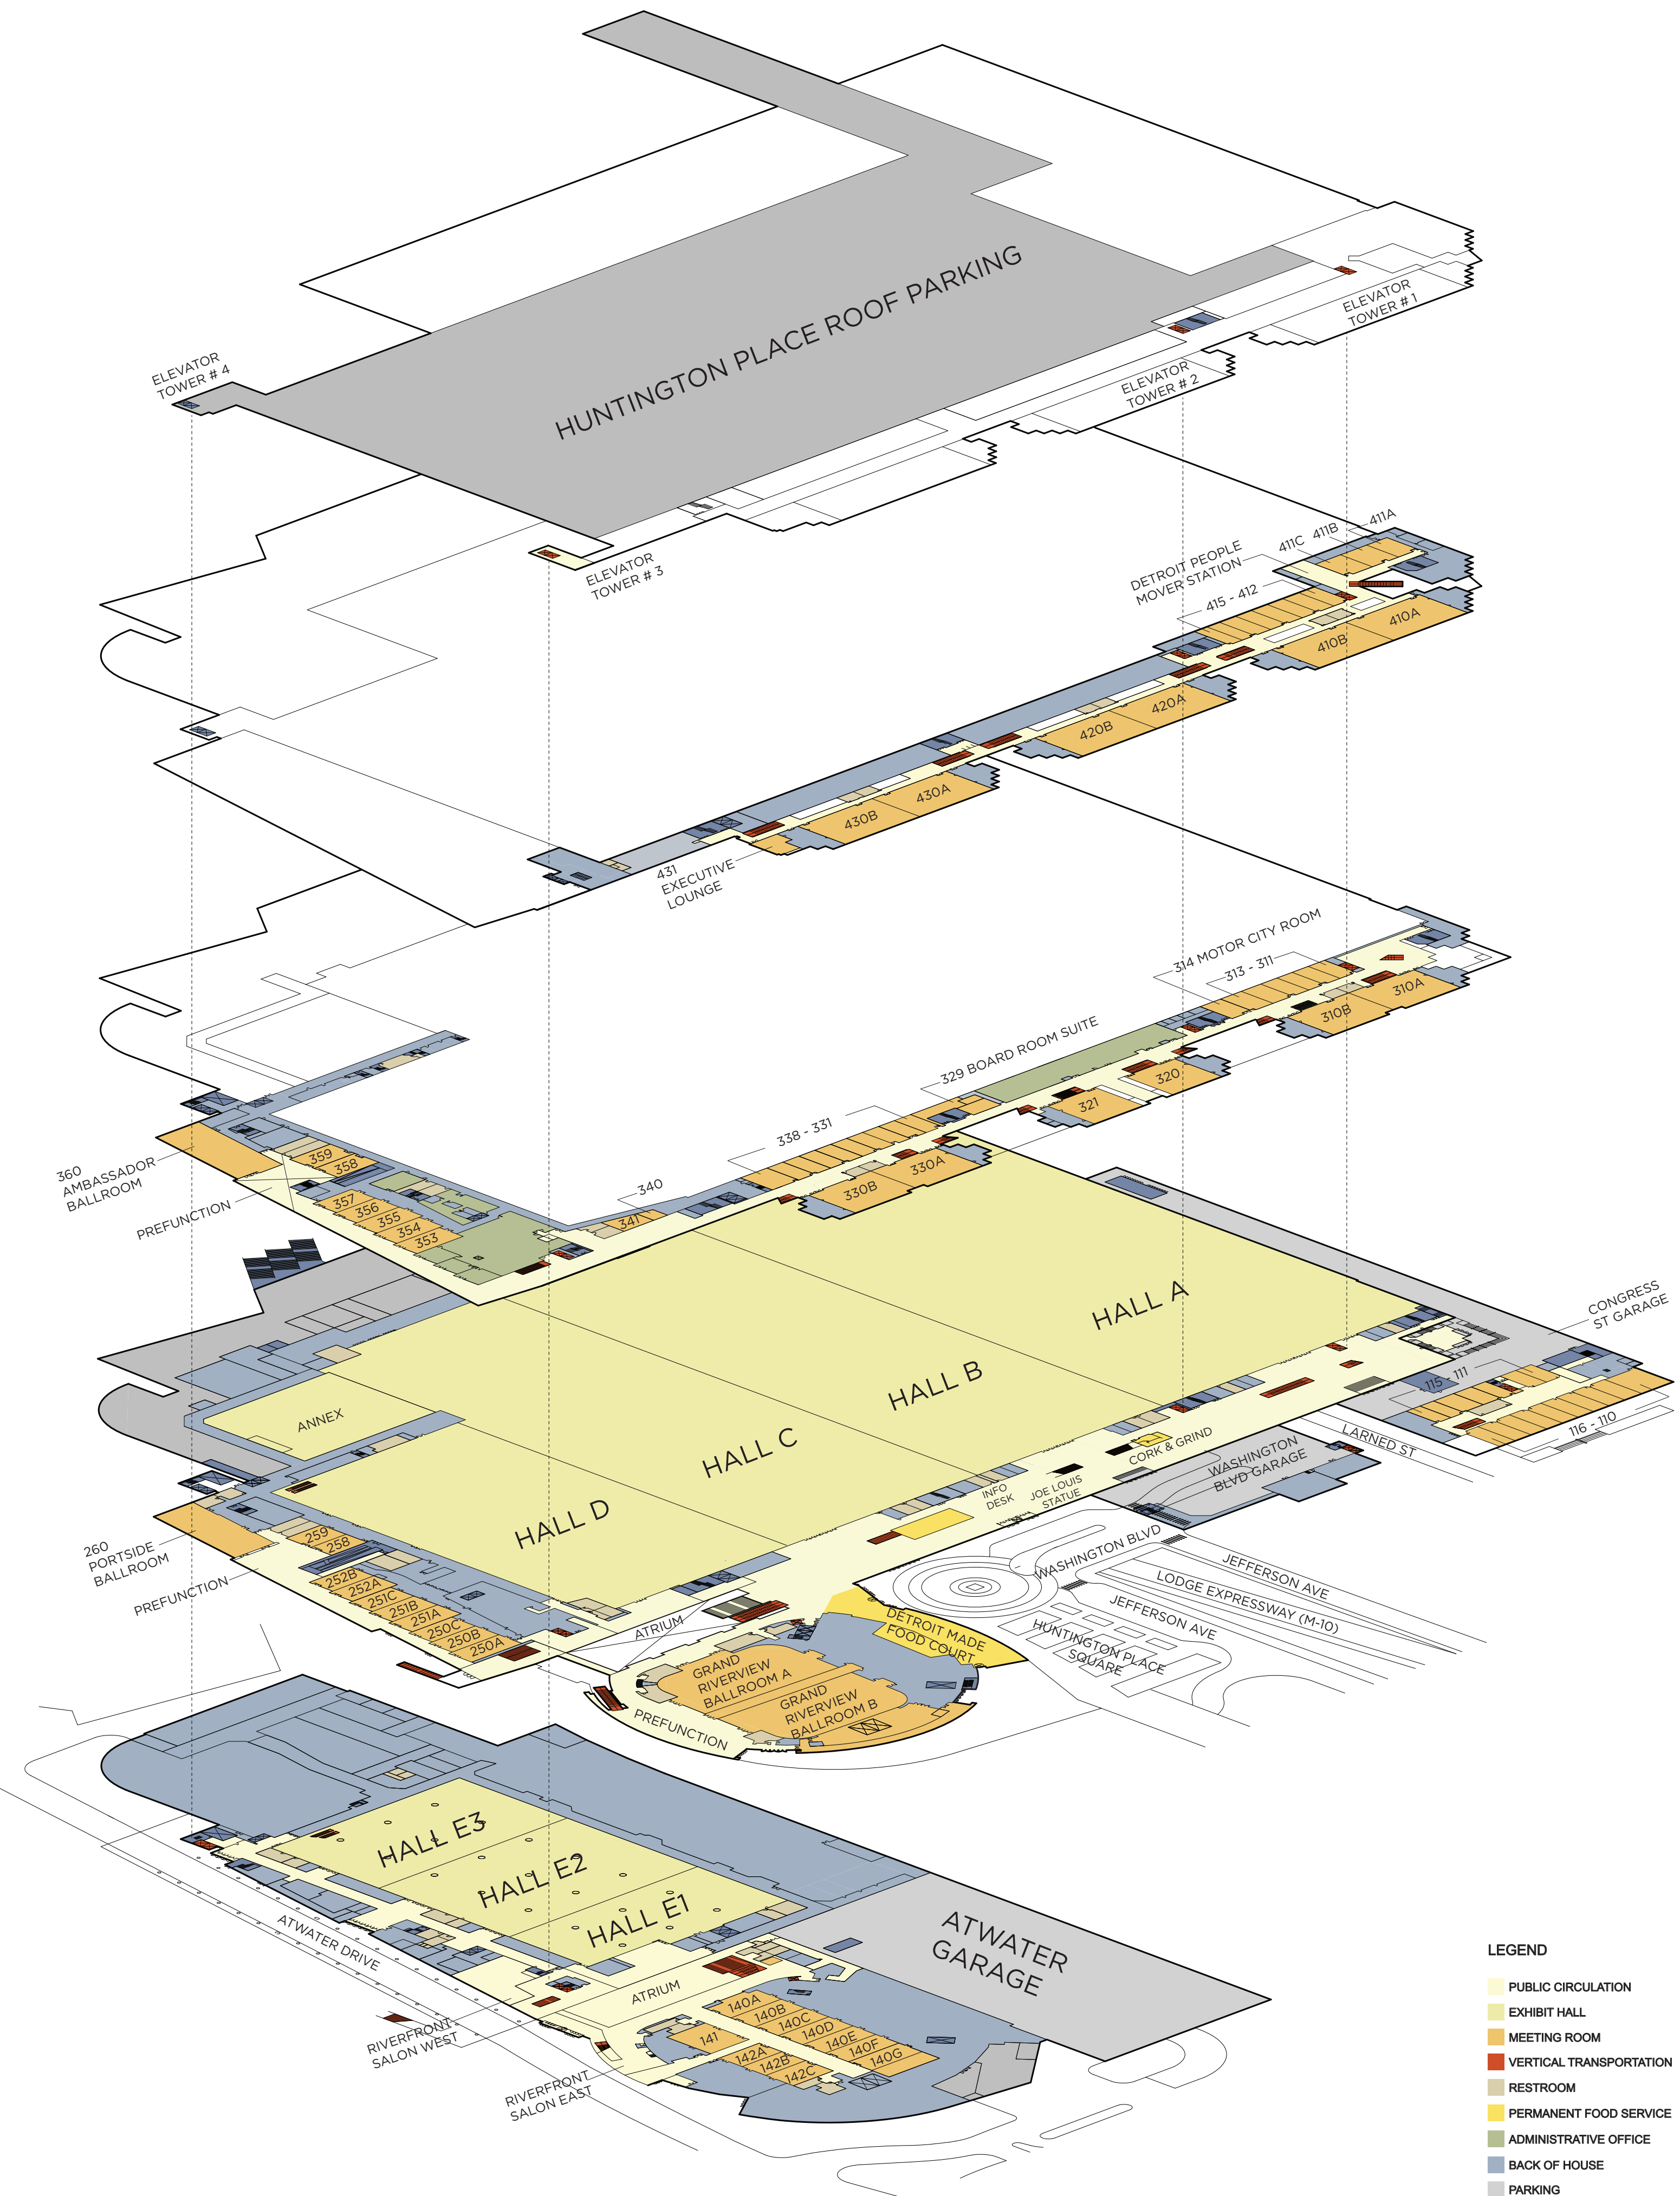 HUNTINGTON PLACE ROOF PARKING
ELEVATOR
TOWER # 1
ELEVATOR
TOWER # 4
ELEVATOR
TOWER # 2
ELEVATOR
TOWER # 3
411A
411B
411C
DETROIT PEOPLE
MOVER STATION
415 - 412
410A
410B
420A
420B
430A
430B
431
EXECUTIVE
LOUNGE
314 MOTOR CITY ROOM
313 - 311
310A
310B
329 BOARD ROOM SUITE
320
321
338 - 331
330A
330B
340
341
359
358
360
AMBASSADOR
BALLROOM
PREFUNCTION
357
356
355
354
353
HALL A
HALL B
HALL C
HALL D
ANNEX
CONGRESS
ST GARAGE
115 - 111
116 - 110
LARNED ST
CORK & GRIND
WASHINGTON
BLVD GARAGE
INFO
DESK
JOE LOUIS
STATUE
259
258
260
PORTSIDE
BALLROOM
PREFUNCTION
252B
252A
251C
251B
251A
250C
250B
250A
ATRIUM
WASHINGTON BLVD
JEFFERSON AVE
LODGE EXPRESSWAY (M-10)
JEFFERSON AVE
HUNTINGTON PLACE
SQUARE
DETROIT MADE
FOOD COURT
GRAND
RIVERVIEW
BALLROOM A
GRAND
RIVERVIEW
BALLROOM B
PREFUNCTION
HALL E3
HALL E2
HALL E1
ATWATER DRIVE
ATWATER
GARAGE
ATRIUM
RIVERFRONT
SALON WEST
RIVERFRONT
SALON EAST
140A
140B
140C
140D
140E
140F
140G
141
142A
142B
142C
LEGEND
PUBLIC CIRCULATION
EXHIBIT HALL
MEETING ROOM
VERTICAL TRANSPORTATION
RESTROOM
PERMANENT FOOD SERVICE
ADMINISTRATIVE OFFICE
BACK OF HOUSE
PARKING